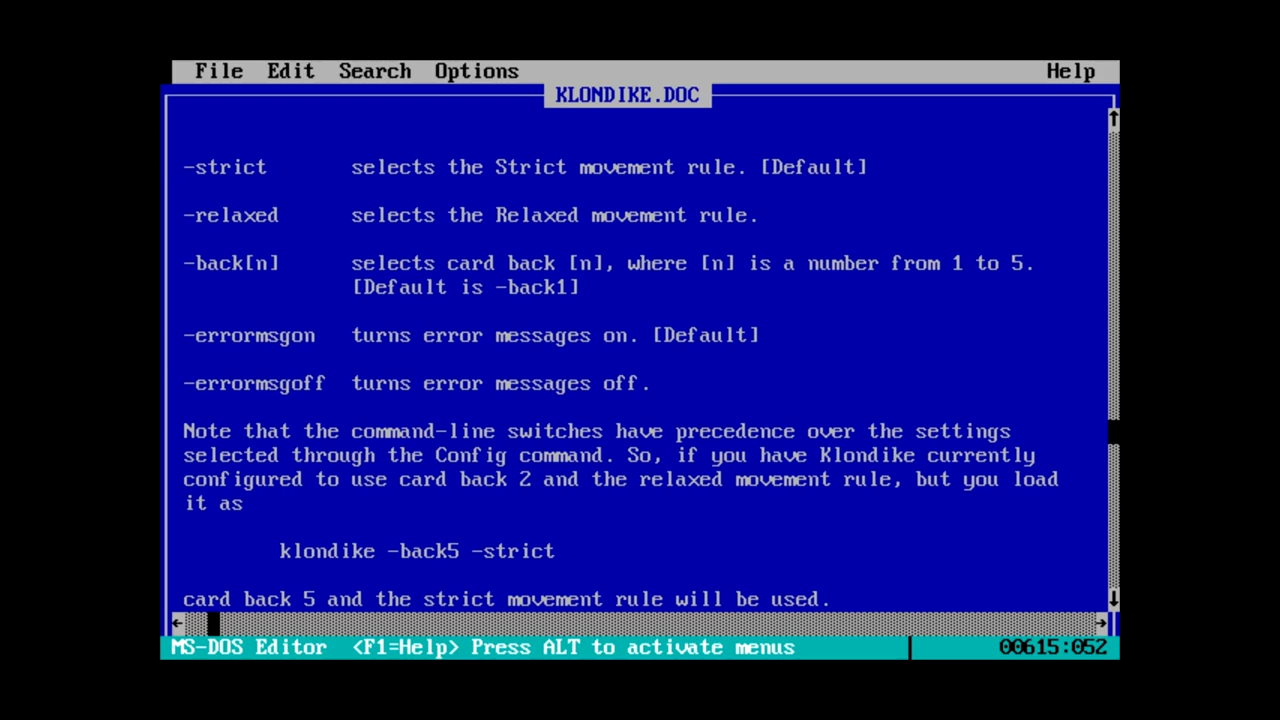 File Edit Search Options Help
KLONDIKE.DOC
-strict selects the Strict movement rule. [Default]
-relaxed selects the Relaxed movement rule.
-back[n] selects card back [n], where [n] is a number from 1 to 5.
[Default is -back1]
-errormsgon turns error messages on. [Default]
-errormsgoff turns error messages off.
Note that the command-line switches have precedence over the settings
selected through the Config command. So, if you have Klondike currently
configured to use card back 2 and the relaxed movement rule, but you load
it as
klondike -back5 -strict
card back 5 and the strict movement rule will be used.
MS-DOS Editor <F1=Help> Press ALT to activate menus 00615:052